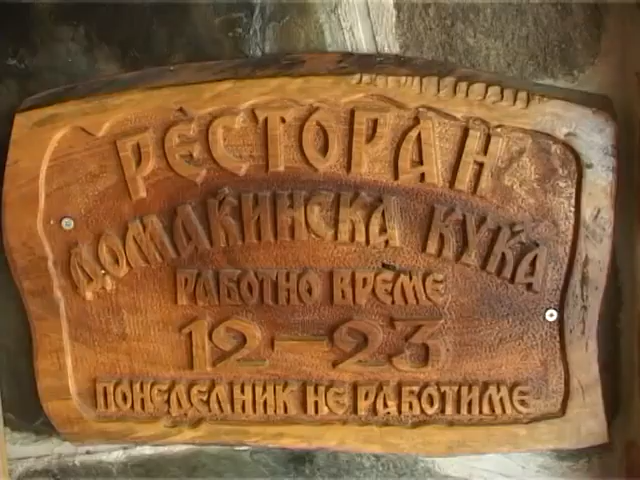 РЕСТОРАН
ДОМАЌИНСКА КУЌА
РАБОТНО ВРЕМЕ
12-23
ПОНЕДЕЛНИК НЕ РАБОТИМЕ